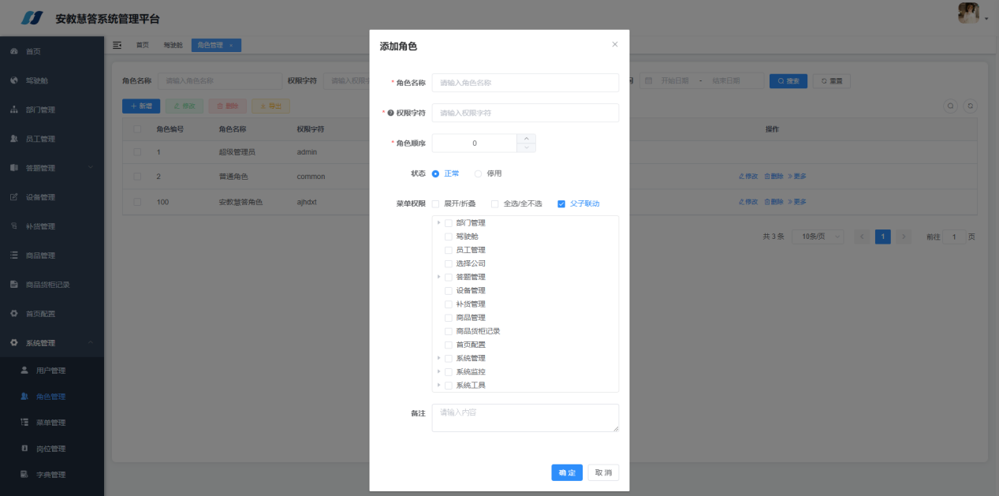 安教慧答系统管理平台
首页
驾驶舱
部门管理
员工管理
答题管理
设备管理
补货管理
商品管理
商品货柜记录
首页配置
系统管理
用户管理
角色管理
菜单管理
岗位管理
字典管理
首页 驾驶舱 角色管理 ×
角色名称 请输入角色名称 权限字符 请输入权限字
开始日期 - 结束日期 搜索 重置
+ 新增 修改 删除 导出
角色编号 角色名称 权限字符 操作
1 超级管理员 admin
2 普通角色 common 修改 删除 更多
100 安教慧答角色 ajhdxt 修改 删除 更多
共 3 条 10条/页 1 前往 1 页
添加角色
* 角色名称 请输入角色名称
* 权限字符 请输入权限字符
* 角色顺序 0
状态 正常 停用
菜单权限 展开/折叠 全选/全不选 父子联动
部门管理
驾驶舱
员工管理
选择公司
答题管理
设备管理
补货管理
商品管理
商品货柜记录
首页配置
系统管理
系统监控
系统工具
备注 请输入内容
确 定 取 消